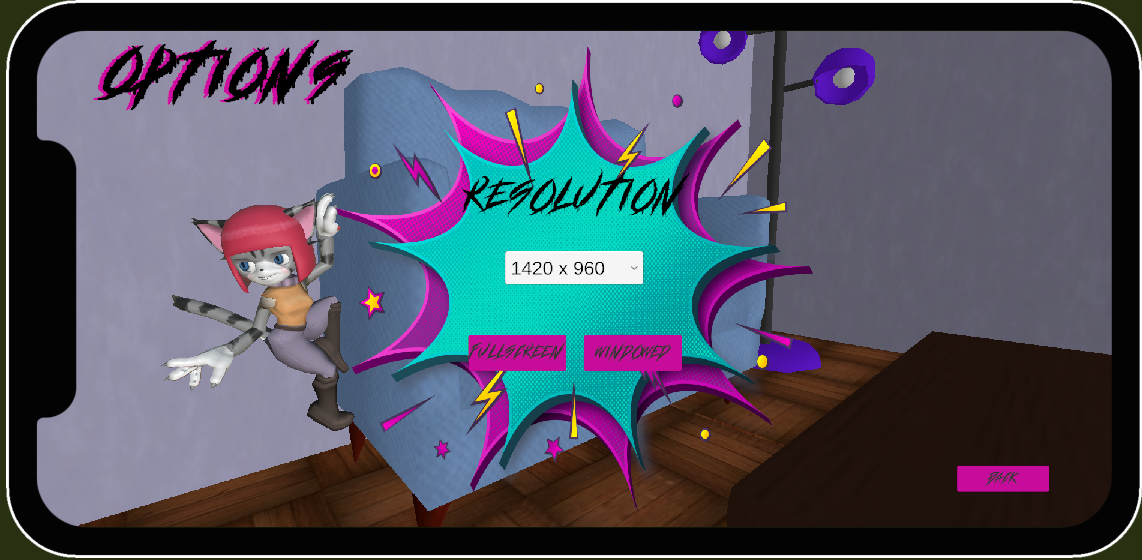 OPTIONS
RESOLUTION
1420 x 960
FULLSCREEN WINDOWED
BACK